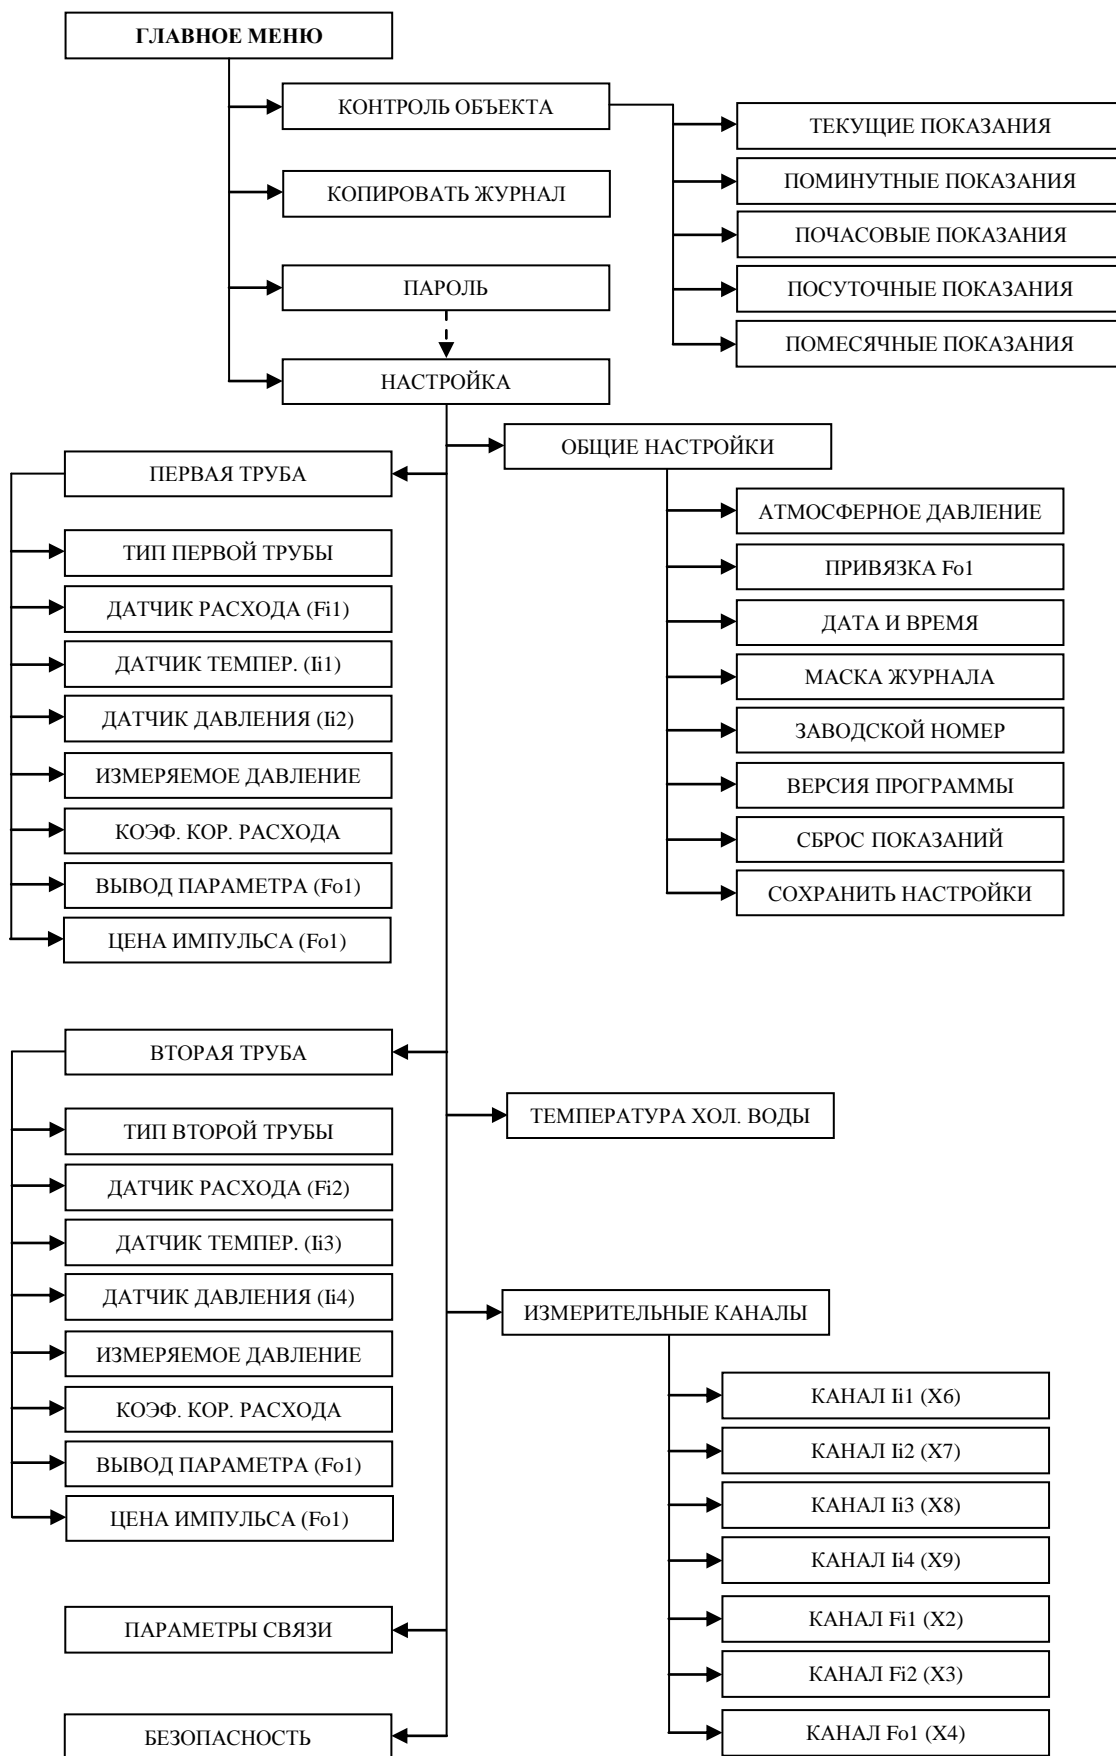 ГЛАВНОЕ МЕНЮ
КОНТРОЛЬ ОБЪЕКТА
ТЕКУЩИЕ ПОКАЗАНИЯ
ПОМИНУТНЫЕ ПОКАЗАНИЯ
ПОЧАСОВЫЕ ПОКАЗАНИЯ
ПОСУТОЧНЫЕ ПОКАЗАНИЯ
ПОМЕСЯЧНЫЕ ПОКАЗАНИЯ
КОПИРОВАТЬ ЖУРНАЛ
ПАРОЛЬ
НАСТРОЙКА
ОБЩИЕ НАСТРОЙКИ
АТМОСФЕРНОЕ ДАВЛЕНИЕ
ПРИВЯЗКА Fo1
ДАТА И ВРЕМЯ
МАСКА ЖУРНАЛА
ЗАВОДСКОЙ НОМЕР
ВЕРСИЯ ПРОГРАММЫ
СБРОС ПОКАЗАНИЙ
СОХРАНИТЬ НАСТРОЙКИ
ПЕРВАЯ ТРУБА
ТИП ПЕРВОЙ ТРУБЫ
ДАТЧИК РАСХОДА (Fi1)
ДАТЧИК ТЕМПЕР. (Ii1)
ДАТЧИК ДАВЛЕНИЯ (Ii2)
ИЗМЕРЯЕМОЕ ДАВЛЕНИЕ
КОЭФ. КОР. РАСХОДА
ВЫВОД ПАРАМЕТРА (Fo1)
ЦЕНА ИМПУЛЬСА (Fo1)
ВТОРАЯ ТРУБА
ТИП ВТОРОЙ ТРУБЫ
ДАТЧИК РАСХОДА (Fi2)
ДАТЧИК ТЕМПЕР. (Ii3)
ДАТЧИК ДАВЛЕНИЯ (Ii4)
ИЗМЕРЯЕМОЕ ДАВЛЕНИЕ
КОЭФ. КОР. РАСХОДА
ВЫВОД ПАРАМЕТРА (Fo1)
ЦЕНА ИМПУЛЬСА (Fo1)
ТЕМПЕРАТУРА ХОЛ. ВОДЫ
ИЗМЕРИТЕЛЬНЫЕ КАНАЛЫ
КАНАЛ Ii1 (X6)
КАНАЛ Ii2 (X7)
КАНАЛ Ii3 (X8)
КАНАЛ Ii4 (X9)
КАНАЛ Fi1 (X2)
КАНАЛ Fi2 (X3)
КАНАЛ Fo1 (X4)
ПАРАМЕТРЫ СВЯЗИ
БЕЗОПАСНОСТЬ